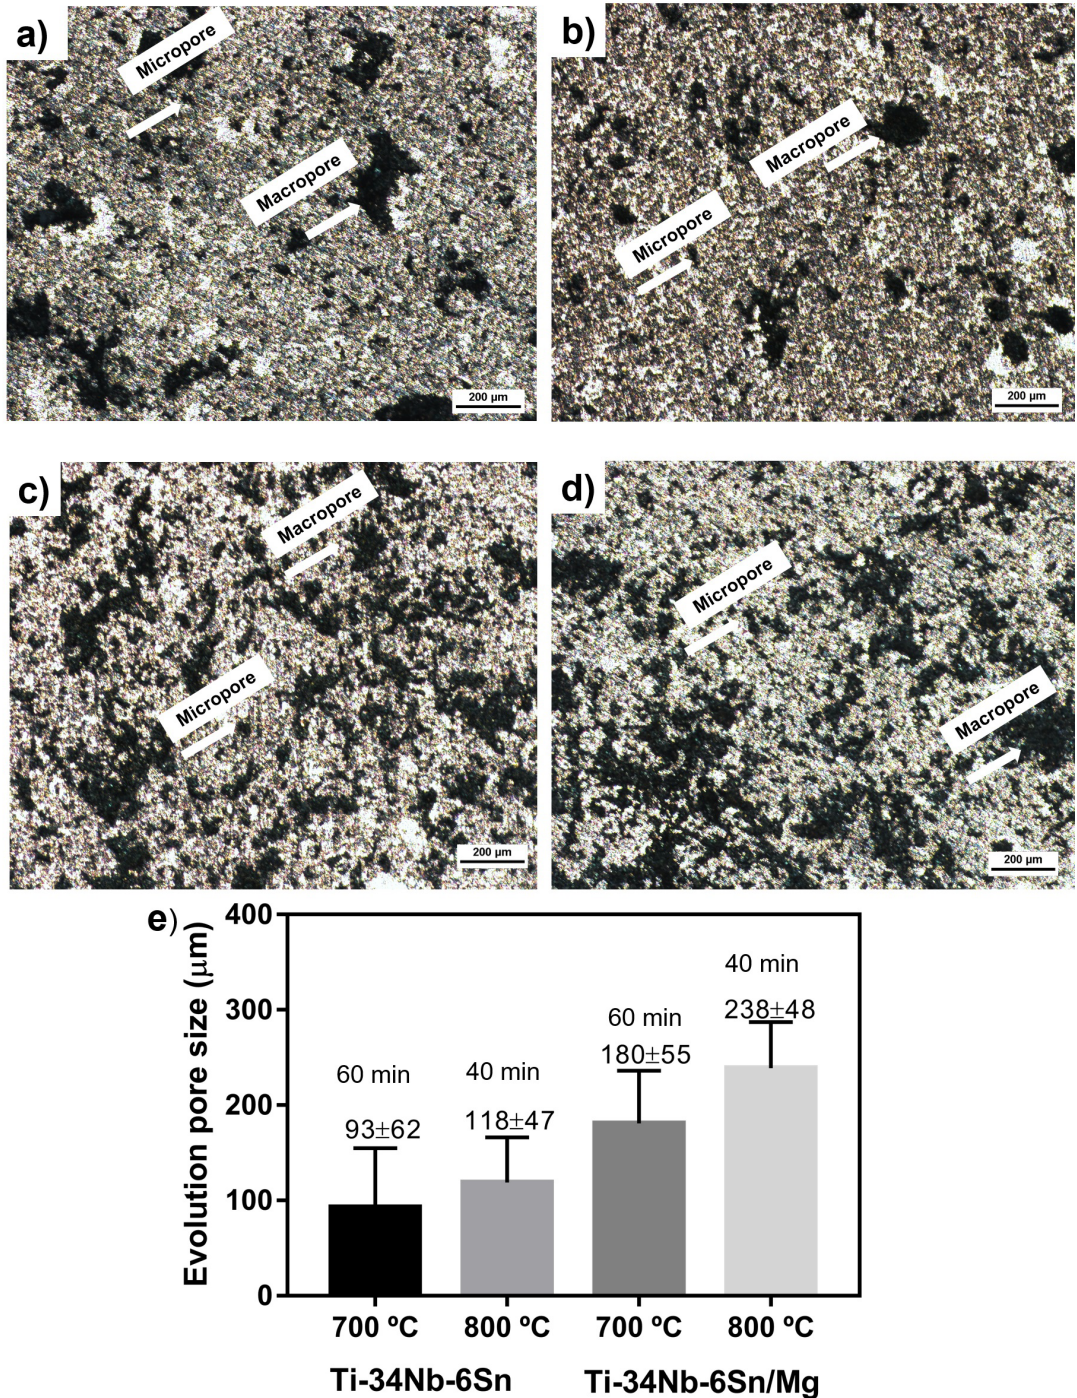 a)
Micropore
Macropore
200 µm
b)
Macropore
Micropore
200 µm
c)
Macropore
Micropore
200 µm
d)
Micropore
Macropore
200 µm
e)
Evolution pore size (µm)
400
300
200
100
0
60 min
93±62
40 min
118±47
60 min
180±55
40 min
238±48
700 ºC
800 ºC
700 ºC
800 ºC
Ti-34Nb-6Sn
Ti-34Nb-6Sn/Mg